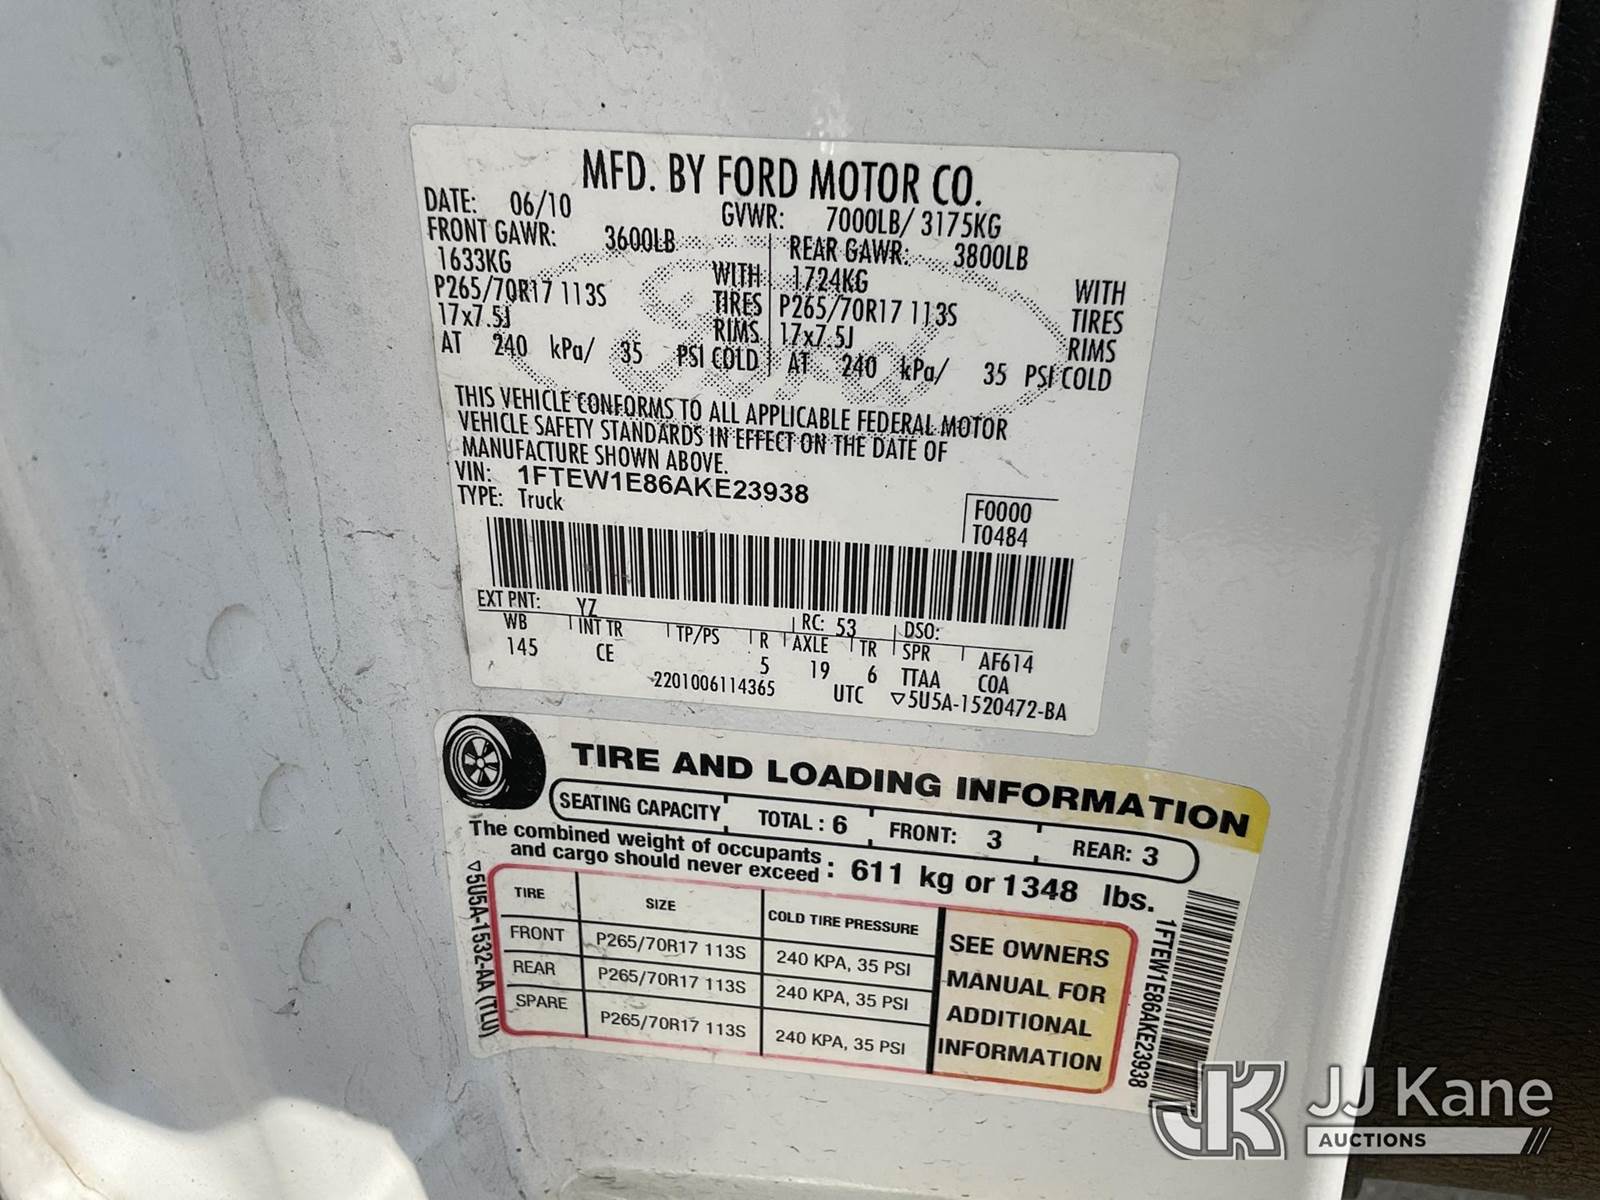 MFD. BY FORD MOTOR CO.
DATE: 06/10 GVWR: 7000LB/ 3175KG
FRONT GAWR: 3600LB REAR GAWR: 3800LB
1633KG WITH 1724KG WITH
P265/70R17 113S TIRES P265/70R17 113S TIRES
17x7.5J RIMS 17x7.5J RIMS
AT 240 kPa/ 35 PSI COLD AT 240 kPa/ 35 PSI COLD
THIS VEHICLE CONFORMS TO ALL APPLICABLE FEDERAL MOTOR
VEHICLE SAFETY STANDARDS IN EFFECT ON THE DATE OF
MANUFACTURE SHOWN ABOVE.
VIN: 1FTEW1E86AKE23938
TYPE: Truck
F0000
T0484
EXT PNT: YZ RC: 53 DSO:
WB INT TR TP/PS R AXLE TR SPR AF614
145 CE 5 19 6 TTAA COA
2201006114365 UTC ▽5U5A-1520472-BA
Ford
TIRE AND LOADING INFORMATION
SEATING CAPACITY TOTAL : 6 FRONT: 3 REAR: 3
The combined weight of occupants
and cargo should never exceed : 611 kg or 1348 lbs.
TIRE SIZE COLD TIRE PRESSURE
FRONT P265/70R17 113S 240 KPA, 35 PSI
REAR P265/70R17 113S 240 KPA, 35 PSI
SPARE P265/70R17 113S 240 KPA, 35 PSI
SEE OWNERS
MANUAL FOR
ADDITIONAL
INFORMATION
▽5U5A-1532-AA (TLU)
1FTEW1E86AKE23938
JK JJ Kane
AUCTIONS